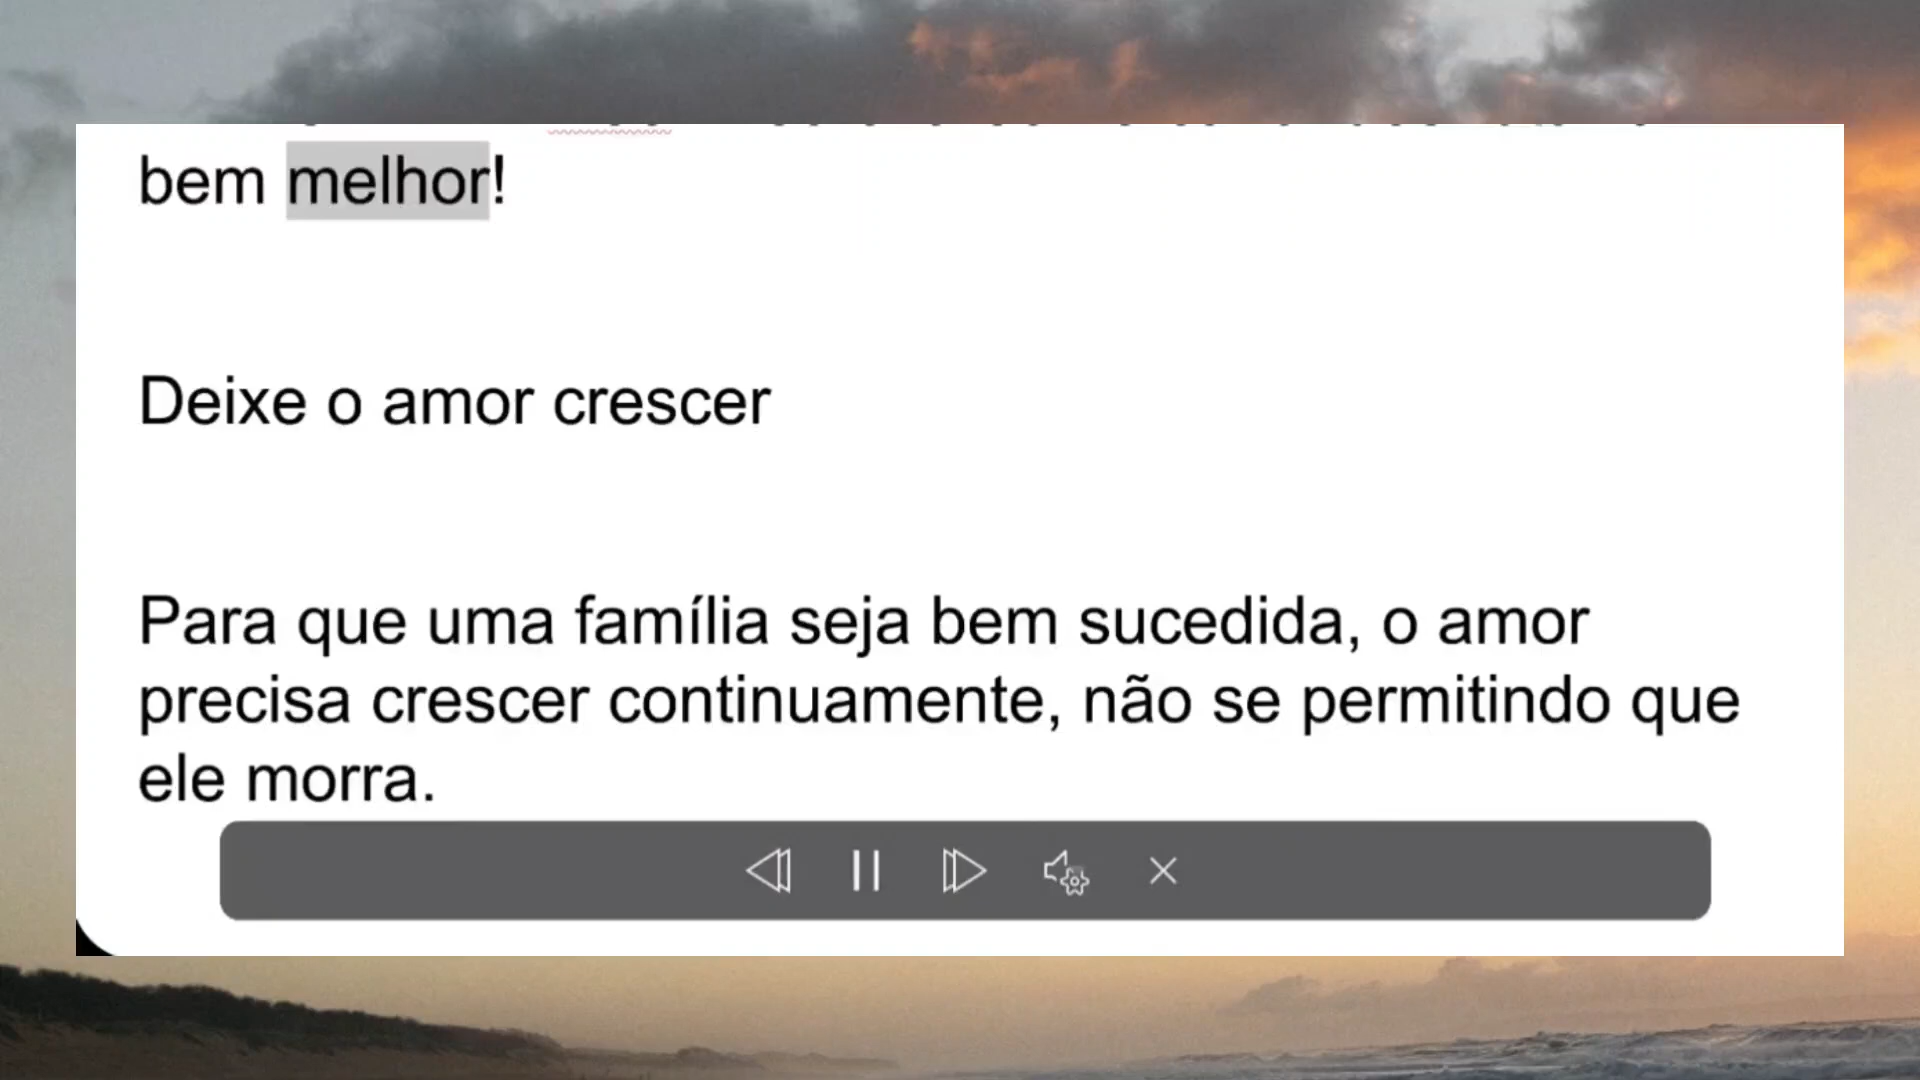 bem melhor!
Deixe o amor crescer
Para que uma família seja bem sucedida, o amor
precisa crescer continuamente, não se permitindo que
ele morra.